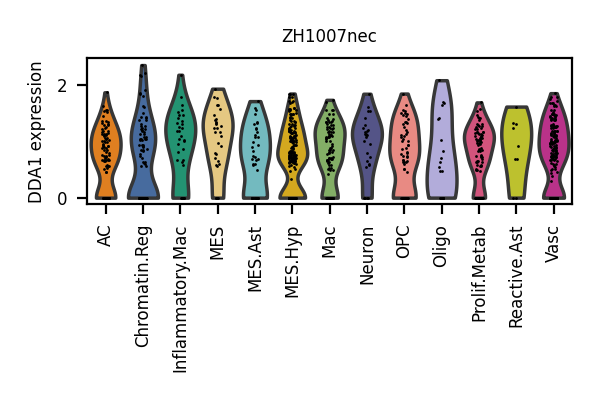 ZH1007nec
DDA1 expression
2
0
AC
Chromatin.Reg
Inflammatory.Mac
MES
MES.Ast
MES.Hyp
Mac
Neuron
OPC
Oligo
Prolif.Metab
Reactive.Ast
Vasc